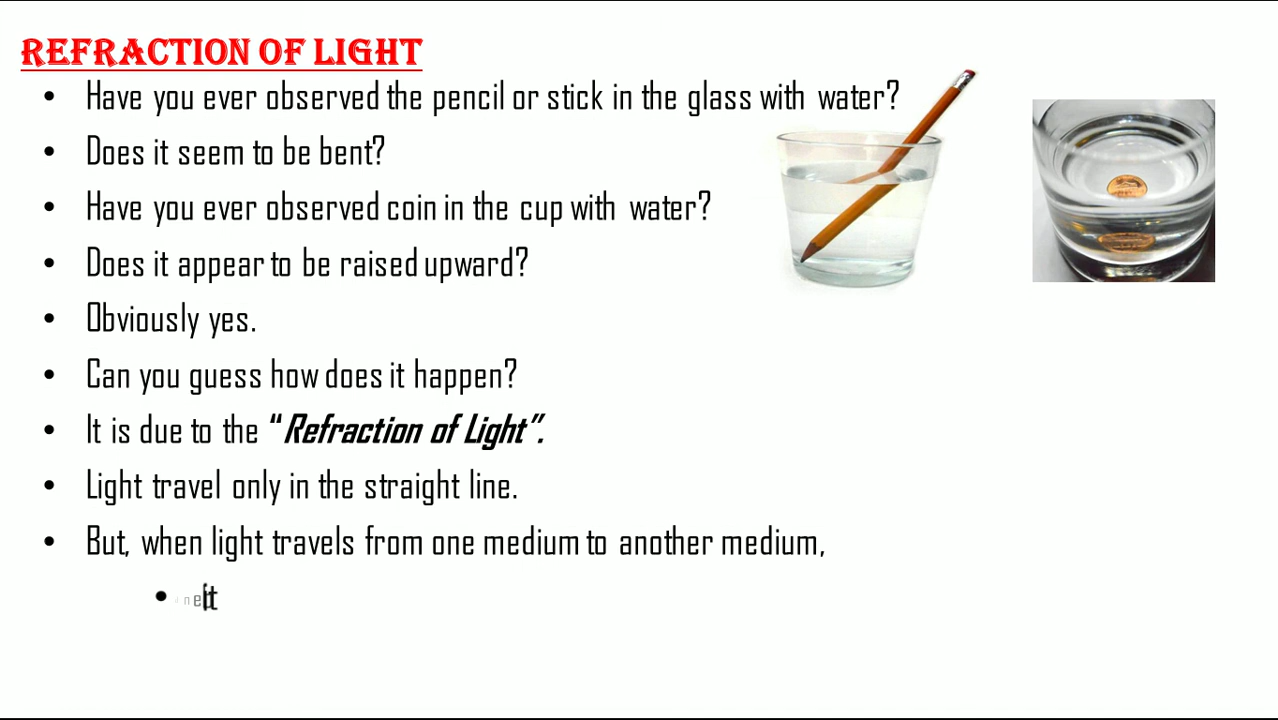 REFRACTION OF LIGHT
• Have you ever observed the pencil or stick in the glass with water?
• Does it seem to be bent?
• Have you ever observed coin in the cup with water?
• Does it appear to be raised upward?
• Obviously yes.
• Can you guess how does it happen?
• It is due to the “Refraction of Light”.
• Light travel only in the straight line.
• But, when light travels from one medium to another medium,
• it